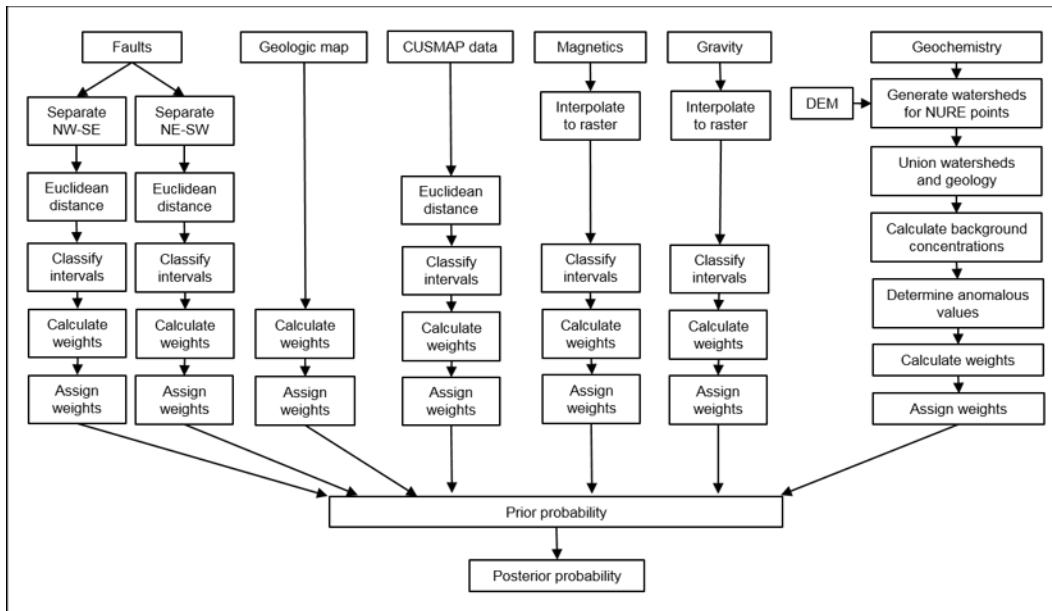 Faults
Geologic map
CUSMAP data
Magnetics
Gravity
Geochemistry
Separate
NW-SE
Separate
NE-SW
Interpolate
to raster
Interpolate
to raster
DEM
Generate watersheds
for NURE points
Euclidean
distance
Euclidean
distance
Euclidean
distance
Union watersheds
and geology
Classify
intervals
Classify
intervals
Classify
intervals
Classify
intervals
Classify
intervals
Calculate background
concentrations
Calculate
weights
Calculate
weights
Calculate
weights
Calculate
weights
Calculate
weights
Calculate
weights
Determine anomalous
values
Calculate weights
Assign
weights
Assign
weights
Assign
weights
Assign
weights
Assign
weights
Assign
weights
Assign weights
Prior probability
Posterior probability